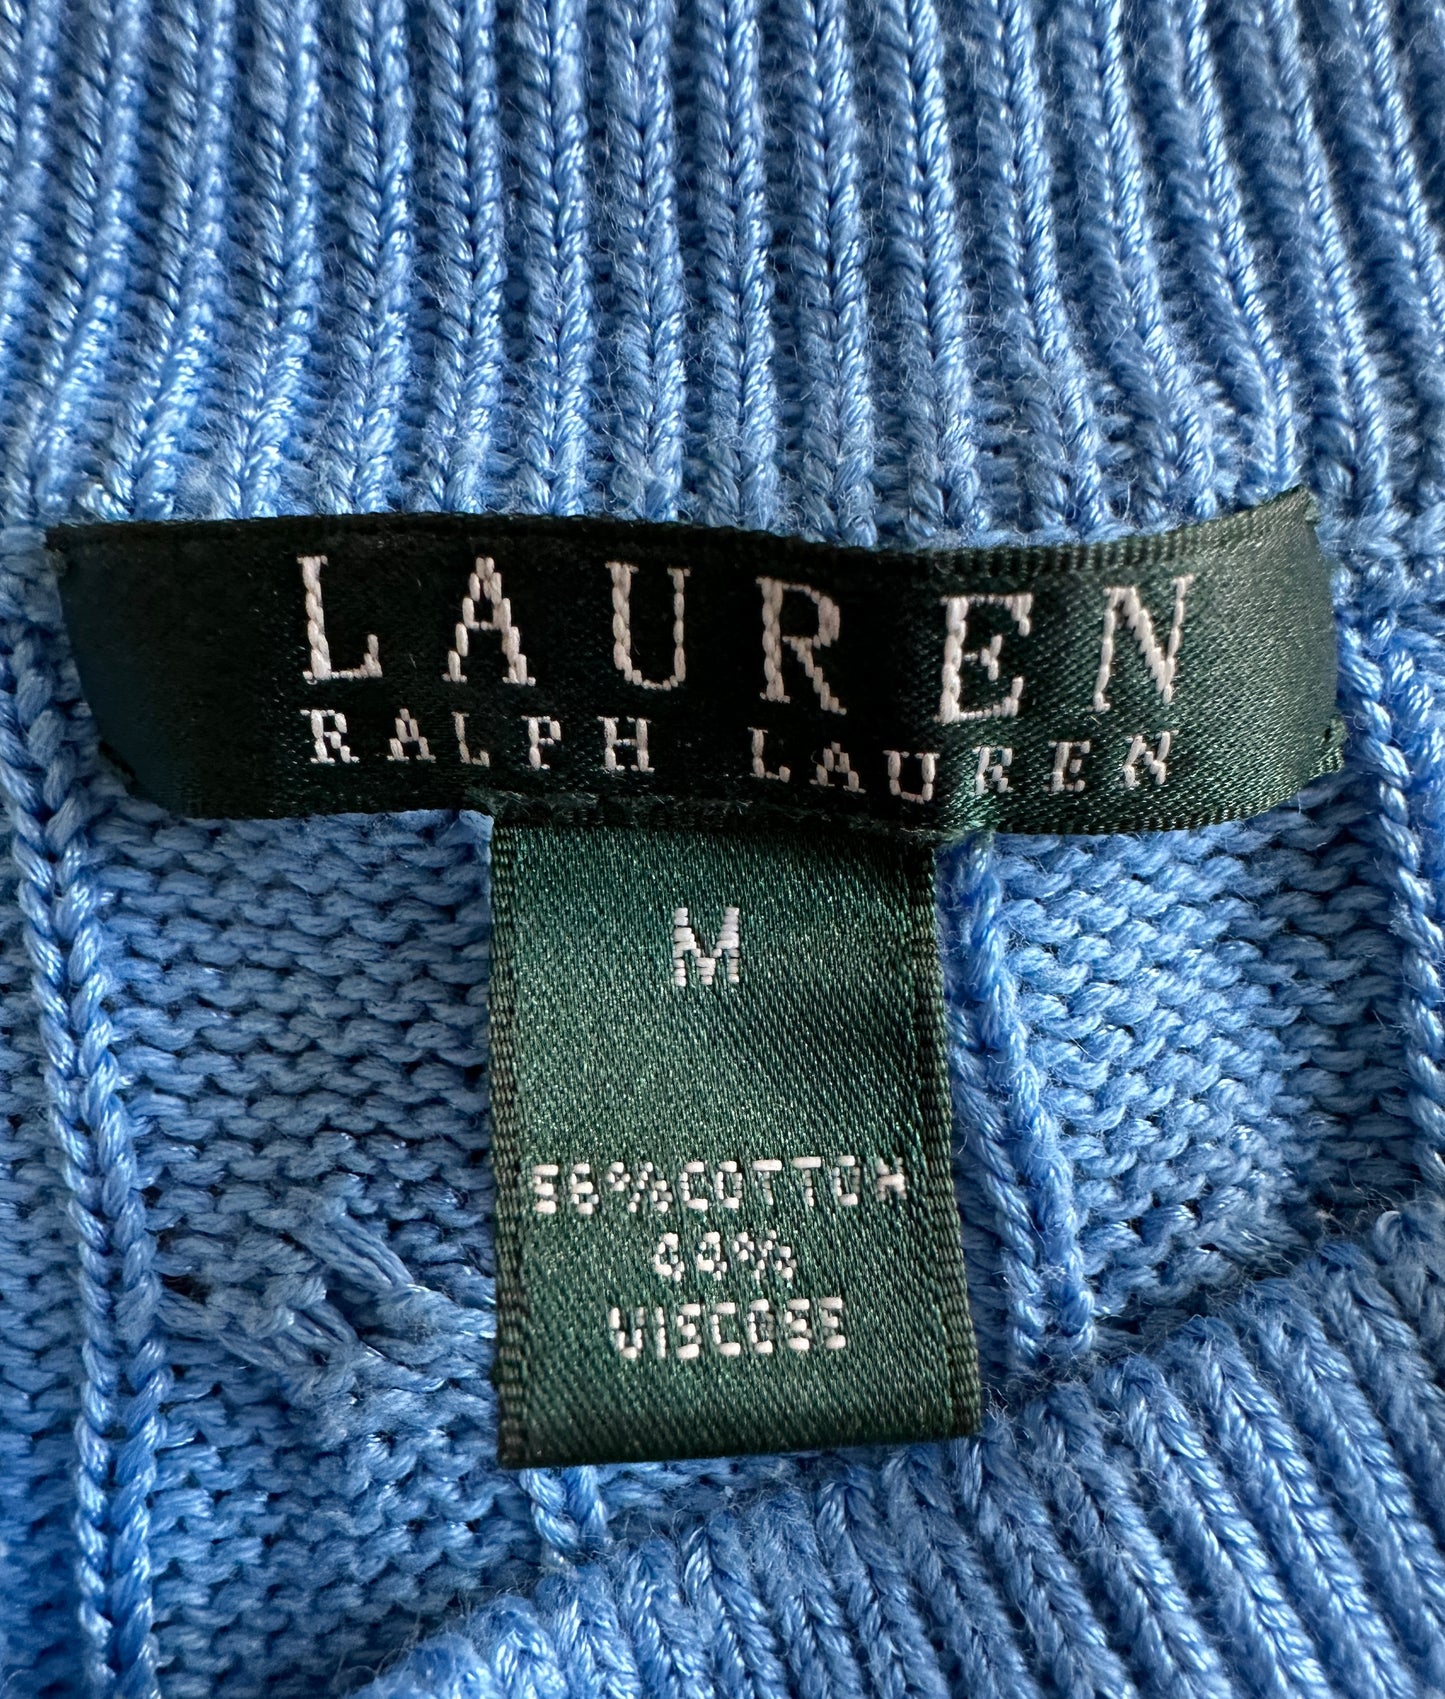 LAUREN
RALPH LAUREN
M
56%COTTON
44%
VISCOSE